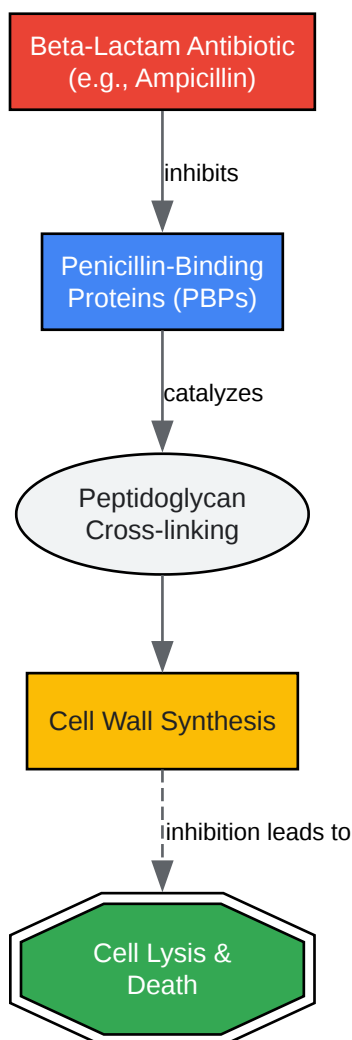 Beta-Lactam Antibiotic
(e.g., Ampicillin)
inhibits
Penicillin-Binding
Proteins (PBPs)
catalyzes
Peptidoglycan
Cross-linking
Cell Wall Synthesis
inhibition leads to
Cell Lysis &
Death